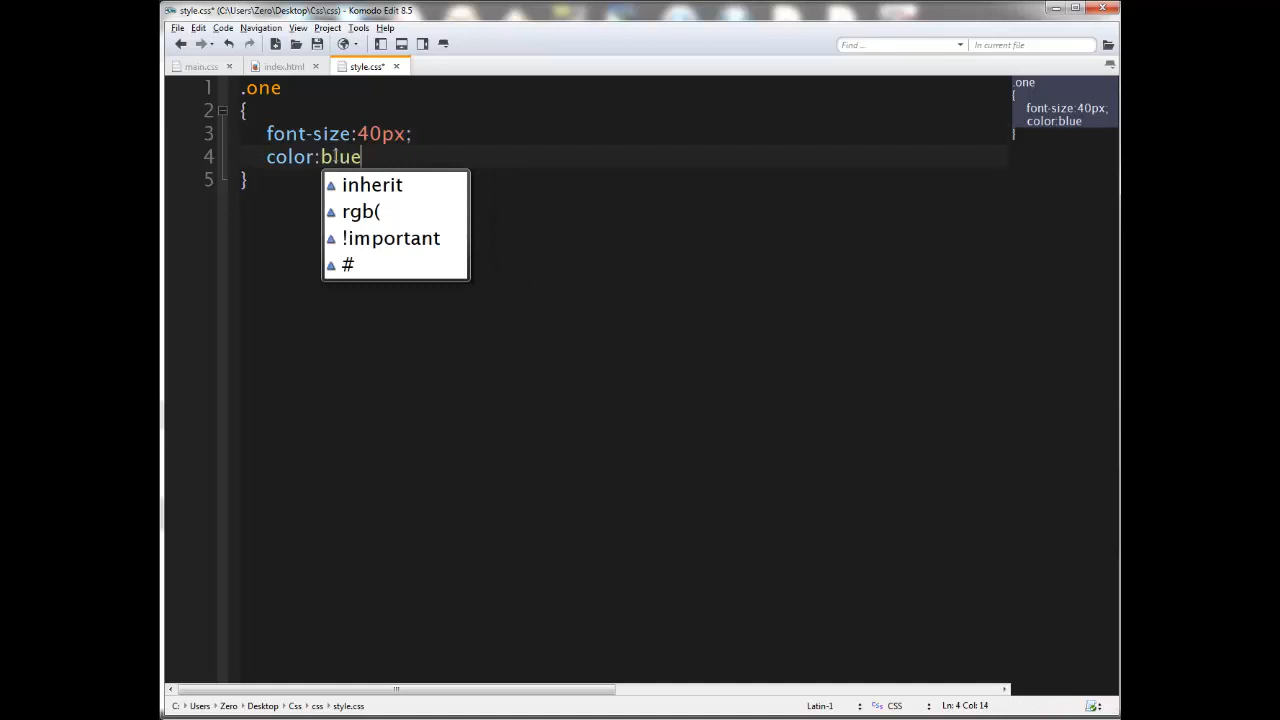 style.css* (C:\Users\Zero\Desktop\Css\css) - Komodo Edit 8.5
File Edit Code Navigation View Project Tools Help
Find ... In current file
main.css index.html style.css*
1 .one
2 {
3 font-size:40px;
4 color:blue
5 }
inherit
rgb(
!important
#
.one
{
font-size:40px;
color:blue
}
C: Users Zero Desktop Css css style.css Latin-1 CSS Ln: 4 Col: 14